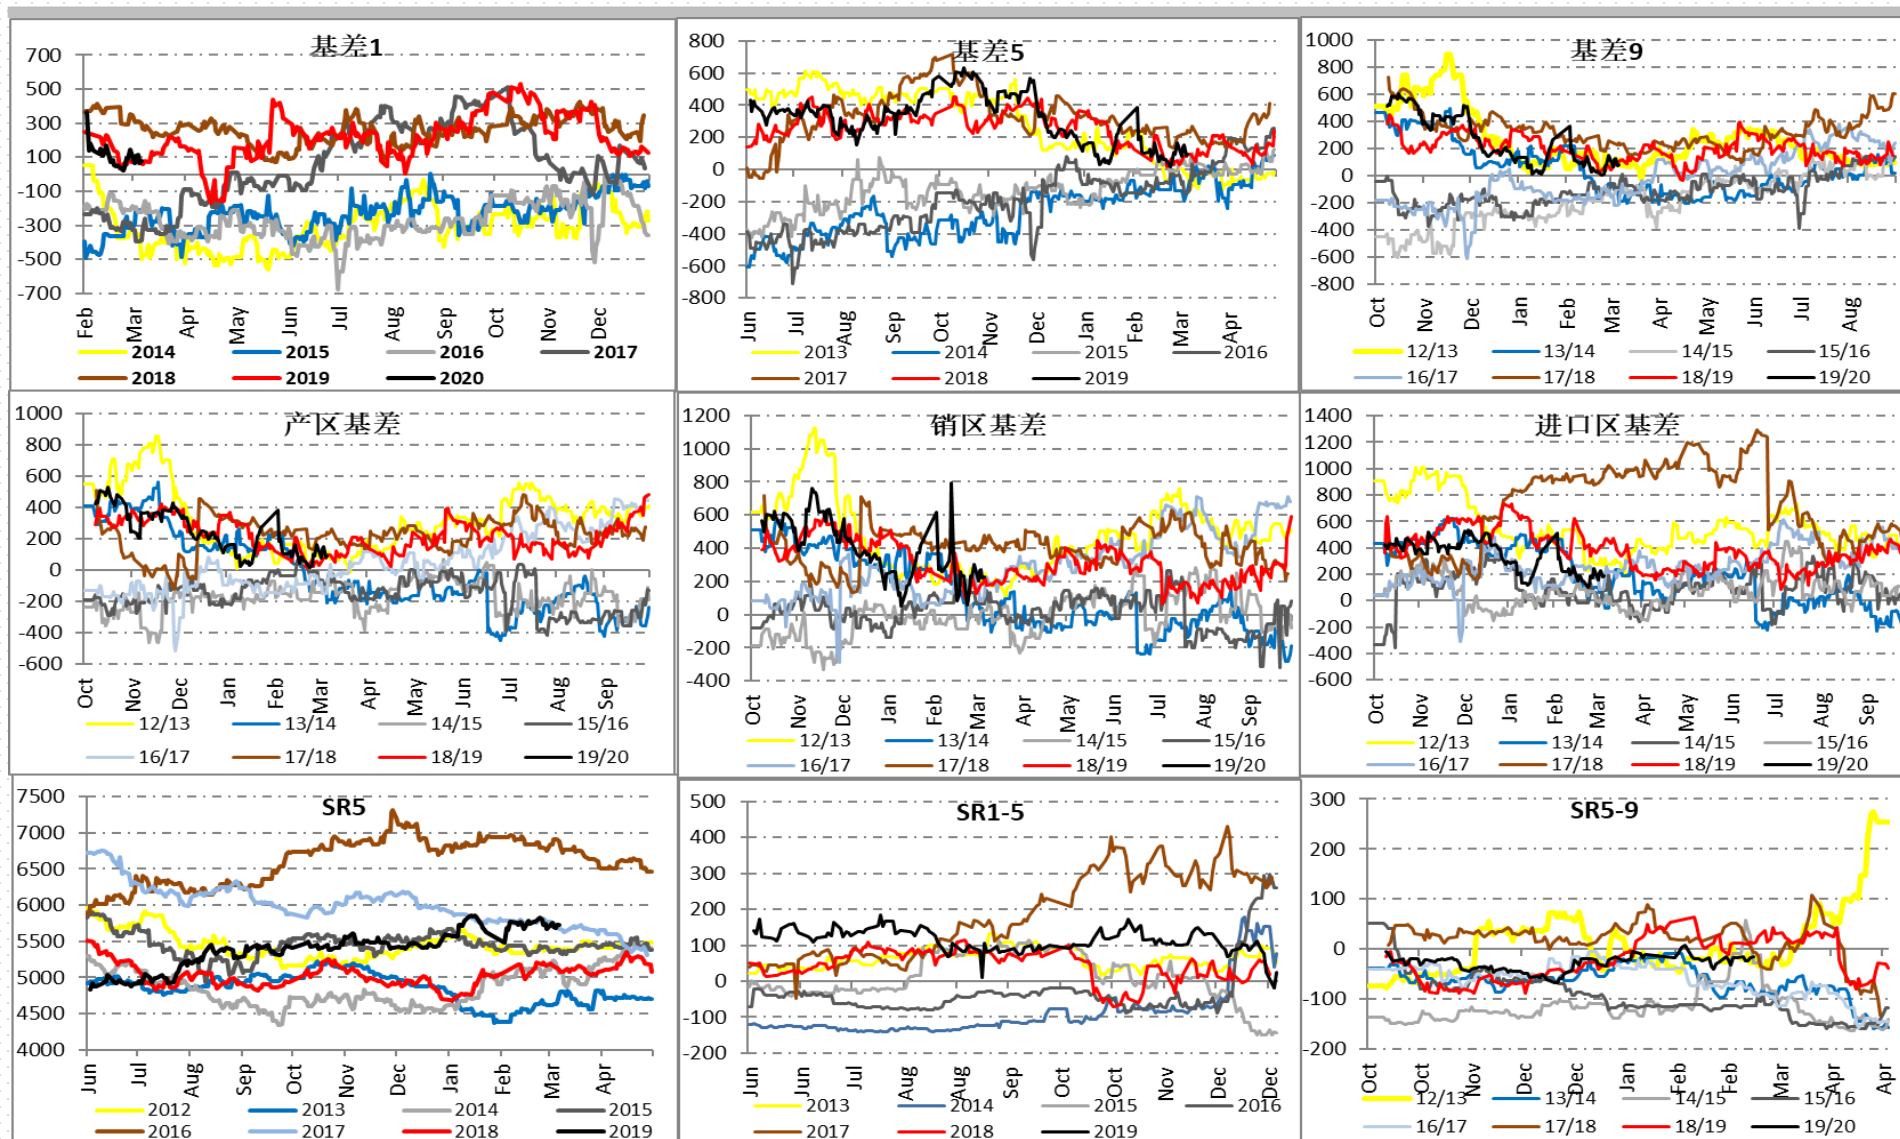 基差1
700
500
300
100
-100
-300
-500
-700
Feb Mar Apr May Jun Jul Aug Sep Oct Nov Dec
2014 2015 2016 2017
2018 2019 2020
基差5
800
600
400
200
0
-200
-400
-600
-800
Jun Jul Aug Sep Oct Nov Dec Jan Feb Mar Apr
2013 2014 2015 2016
2017 2018 2019
基差9
1000
800
600
400
200
0
-200
-400
-600
-800
Oct Nov Dec Jan Feb Mar Apr May Jun Jul Aug
12/13 13/14 14/15 15/16
16/17 17/18 18/19 19/20
产区基差
1000
800
600
400
200
0
-200
-400
-600
Oct Nov Dec Jan Feb Mar Apr May Jun Jul Aug Sep
12/13 13/14 14/15 15/16
16/17 17/18 18/19 19/20
销区基差
1200
1000
800
600
400
200
0
-200
-400
Oct Nov Dec Jan Feb Mar Apr May Jun Jul Aug Sep
12/13 13/14 14/15 15/16
16/17 17/18 18/19 19/20
进口区基差
1400
1200
1000
800
600
400
200
0
-200
-400
-600
Oct Nov Dec Jan Feb Mar Apr May Jun Jul Aug Sep
12/13 13/14 14/15 15/16
16/17 17/18 18/19 19/20
SR5
7500
7000
6500
6000
5500
5000
4500
4000
Jun Jul Aug Sep Oct Nov Dec Jan Feb Mar Apr
2012 2013 2014 2015
2016 2017 2018 2019
SR1-5
500
400
300
200
100
0
-100
-200
Jun Jun Jul Aug Aug Sep Oct Oct Nov Dec Dec
2013 2014 2015 2016
2017 2018 2019
SR5-9
300
200
100
0
-100
-200
Oct Oct Nov Dec Dec Jan Feb Feb Mar Apr Apr
12/13 13/14 14/15 15/16
16/17 17/18 18/19 19/20